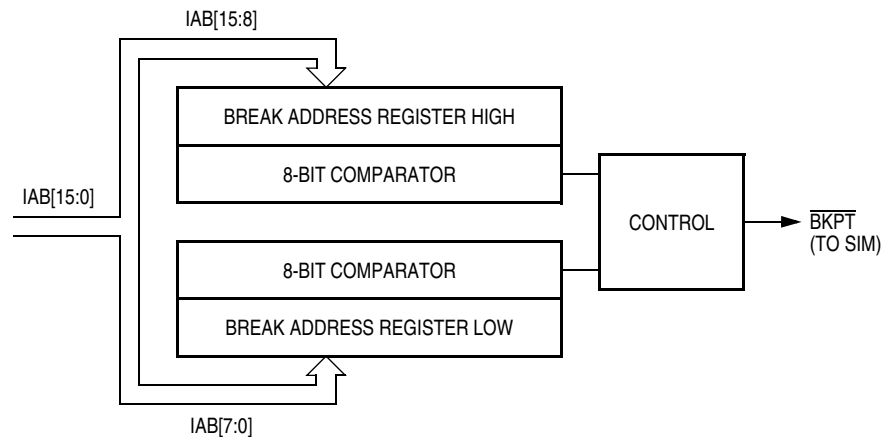 IAB[15:8]
BREAK ADDRESS REGISTER HIGH
8-BIT COMPARATOR
IAB[15:0]
CONTROL
BKPT
(TO SIM)
8-BIT COMPARATOR
BREAK ADDRESS REGISTER LOW
IAB[7:0]